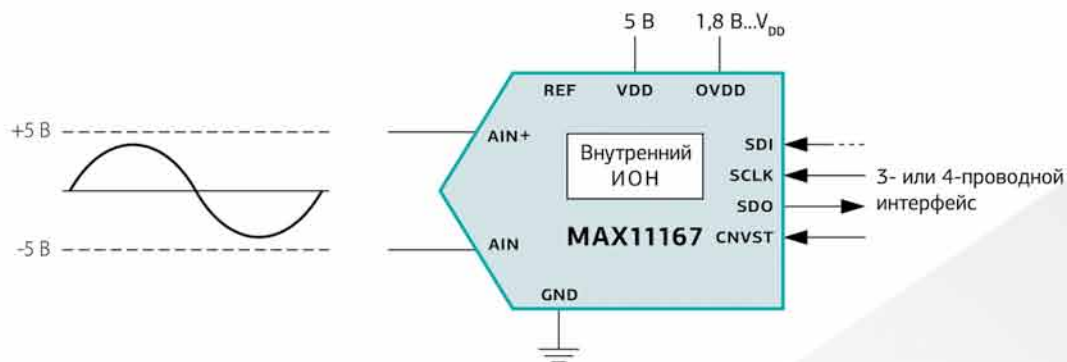 5 В
1,8 В...VDD
REF
VDD
OVDD
+5 В
AIN+
SDI
Внутренний
ИОН
SCLK
3- или 4-проводной
интерфейс
SDO
MAX11167
CNVST
-5 В
AIN
GND